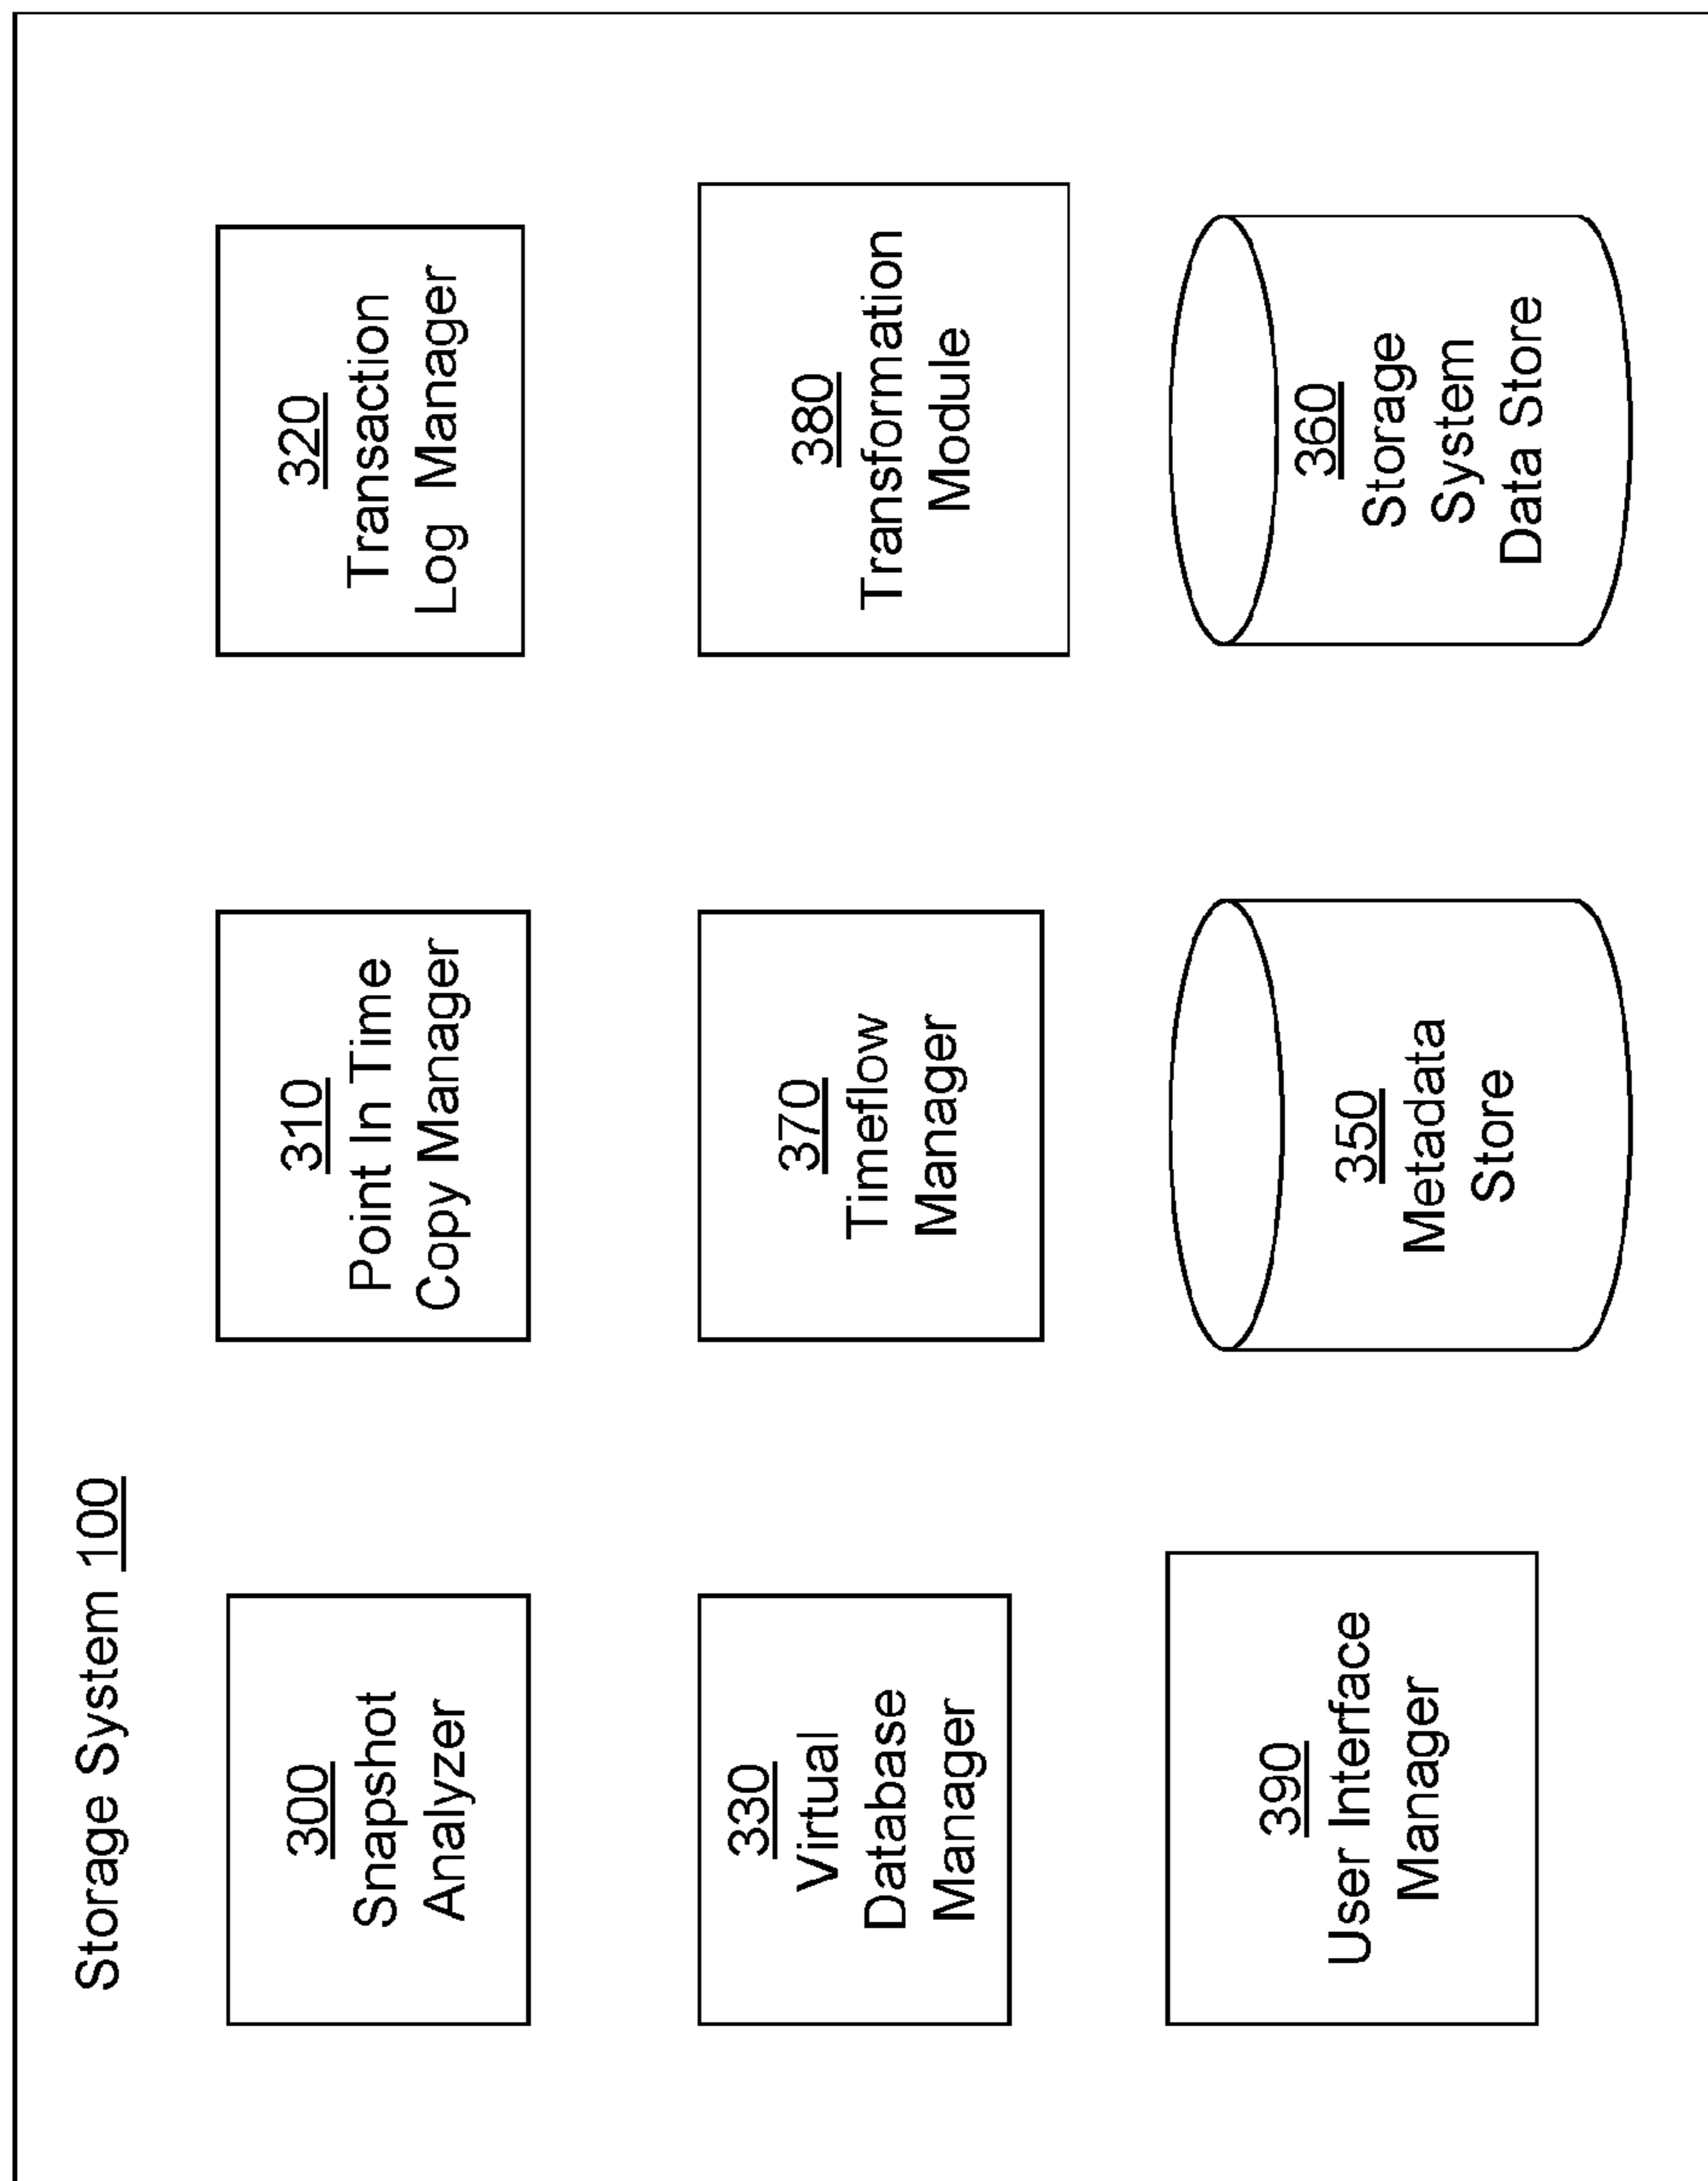 Storage System 100
300
Snapshot
Analyzer
310
Point In Time
Copy Manager
320
Transaction
Log Manager
330
Virtual
Database
Manager
370
Timeflow
Manager
380
Transformation
Module
390
User Interface
Manager
350
Metadata
Store
360
Storage
System
Data Store